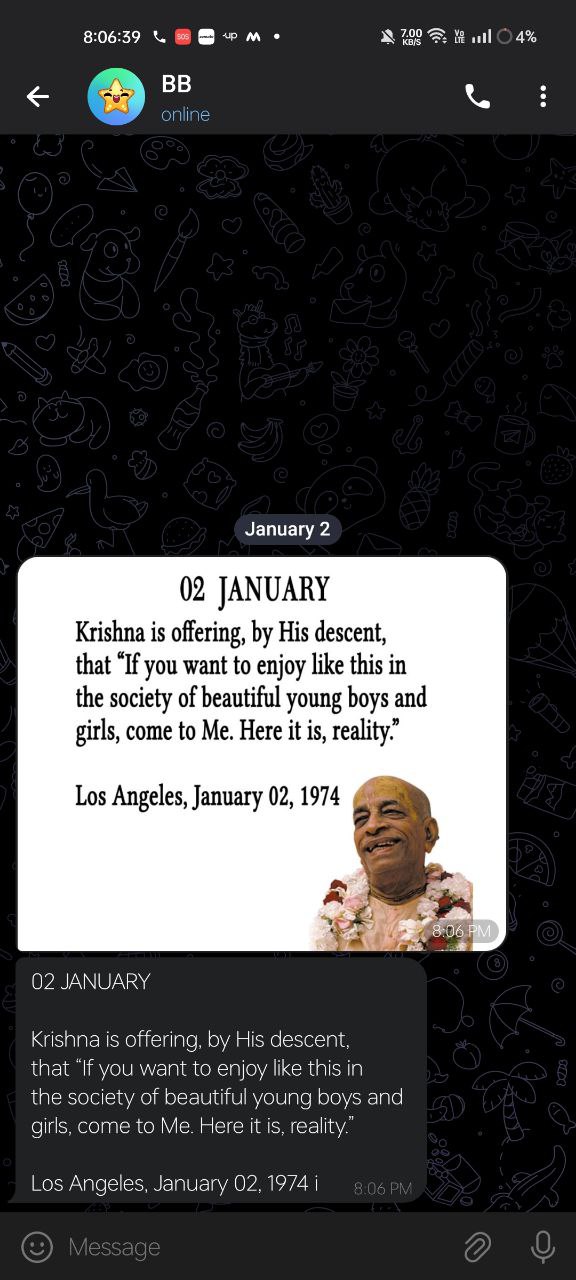 8:06:39
SOS
up
7.00
KB/S
Vo
LTE
4%
BB
online
January 2
02 JANUARY
Krishna is offering, by His descent,
that “If you want to enjoy like this in
the society of beautiful young boys and
girls, come to Me. Here it is, reality.”
Los Angeles, January 02, 1974
8:06 PM
02 JANUARY
Krishna is offering, by His descent,
that “If you want to enjoy like this in
the society of beautiful young boys and
girls, come to Me. Here it is, reality.”
Los Angeles, January 02, 1974 i
8:06 PM
Message